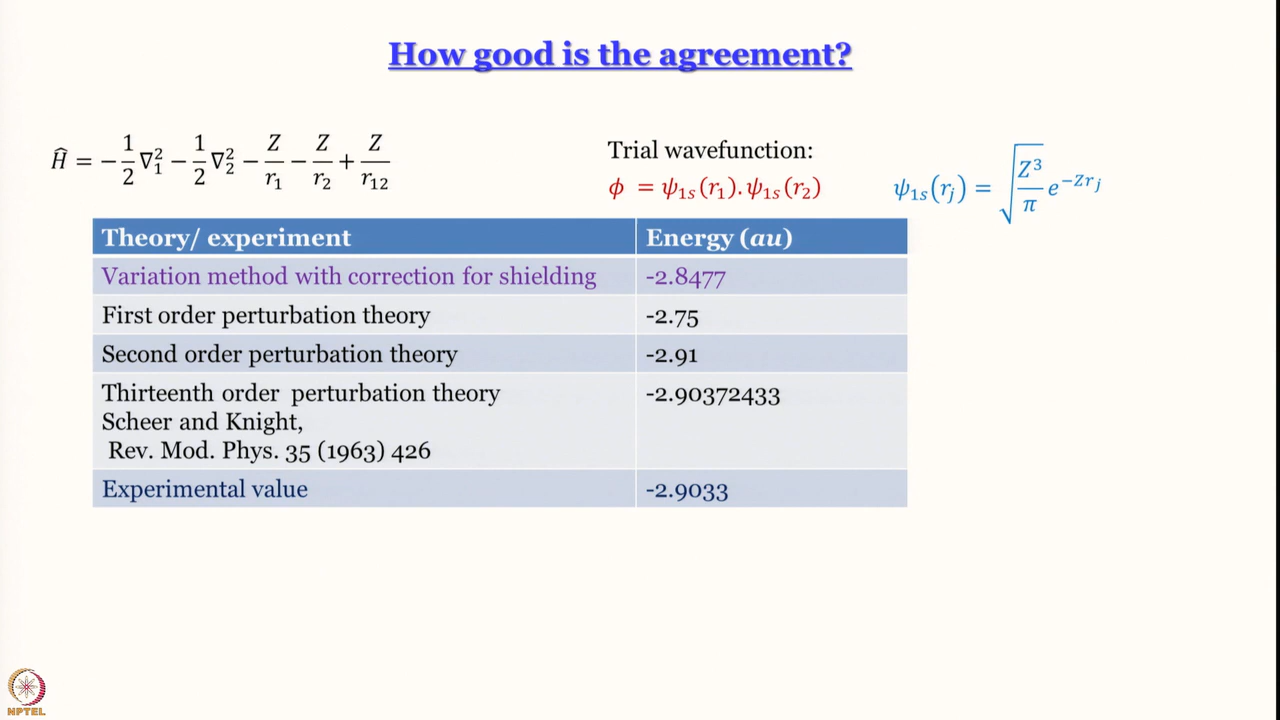 How good is the agreement?
Ĥ = −1/2 ∇₁² − 1/2 ∇₂² − Z/r₁ − Z/r₂ + Z/r₁₂
Trial wavefunction:
ϕ = ψ₁ₛ(r₁).ψ₁ₛ(r₂)
ψ₁ₛ(rⱼ) = √(Z³/π) e^(−Zrⱼ)
Theory/ experiment Energy (au)
Variation method with correction for shielding -2.8477
First order perturbation theory -2.75
Second order perturbation theory -2.91
Thirteenth order perturbation theory -2.90372433
Scheer and Knight,
Rev. Mod. Phys. 35 (1963) 426
Experimental value -2.9033
NPTEL